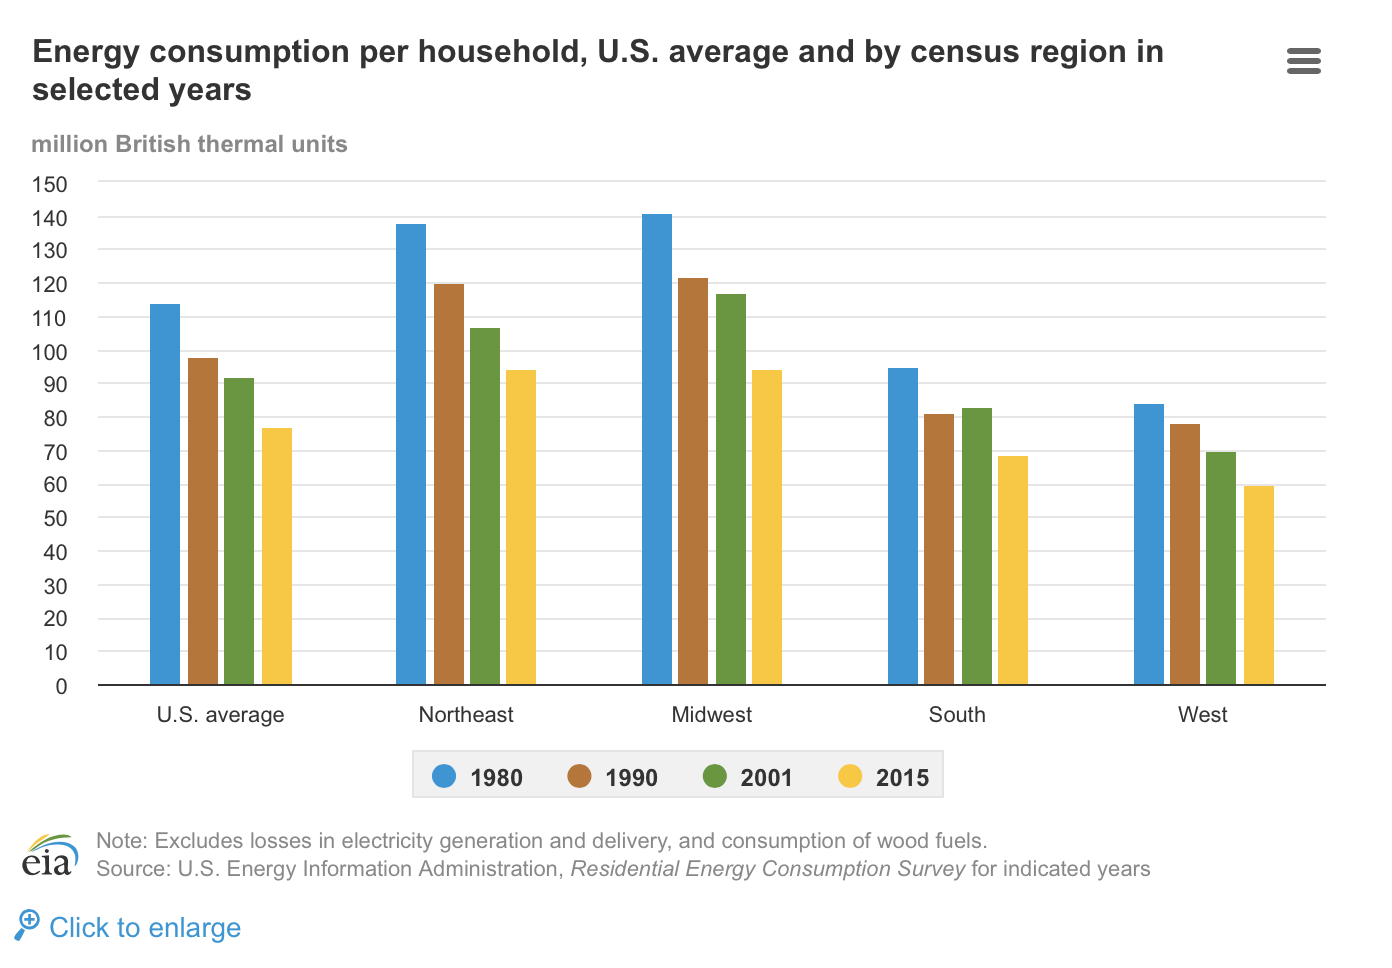 Energy consumption per household, U.S. average and by census region in
selected years
million British thermal units
150
140
130
120
110
100
90
80
70
60
50
40
30
20
10
0
U.S. average Northeast Midwest South West
1980 1990 2001 2015
eia
Note: Excludes losses in electricity generation and delivery, and consumption of wood fuels.
Source: U.S. Energy Information Administration, Residential Energy Consumption Survey for indicated years
Click to enlarge